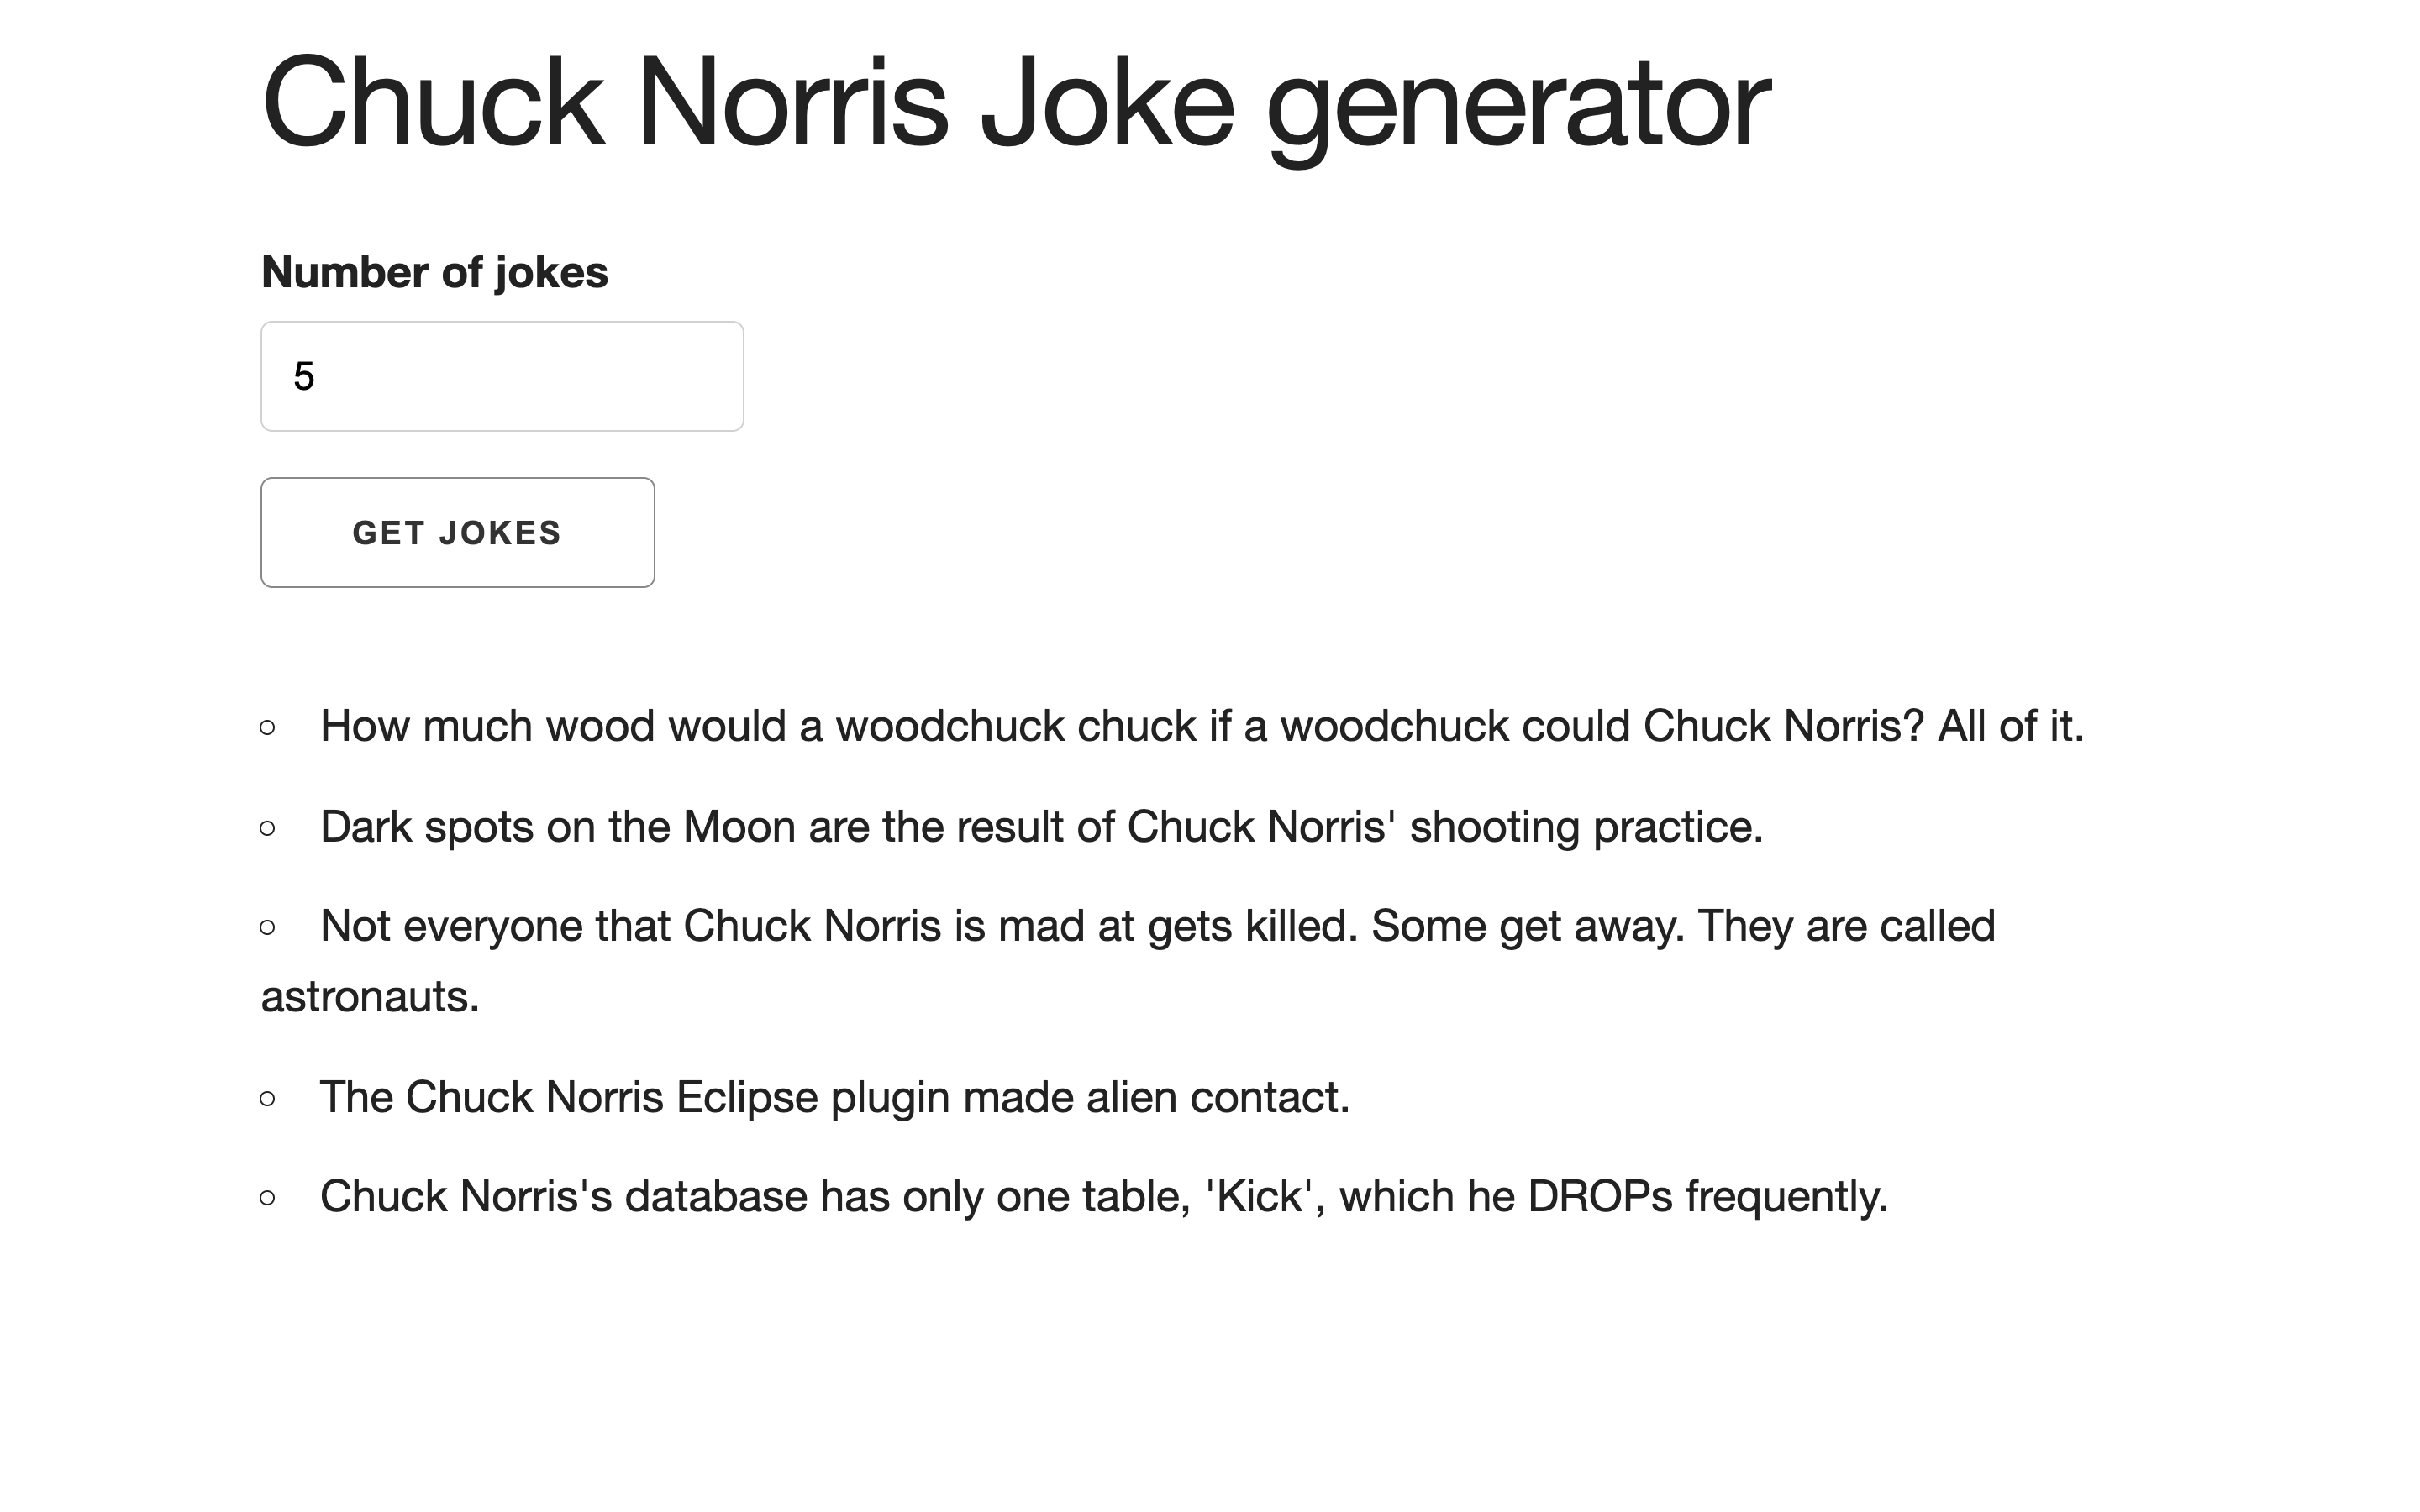 Chuck Norris Joke generator
Number of jokes
5
GET JOKES
How much wood would a woodchuck chuck if a woodchuck could Chuck Norris? All of it.
Dark spots on the Moon are the result of Chuck Norris' shooting practice.
Not everyone that Chuck Norris is mad at gets killed. Some get away. They are called
astronauts.
The Chuck Norris Eclipse plugin made alien contact.
Chuck Norris's database has only one table, 'Kick', which he DROPs frequently.